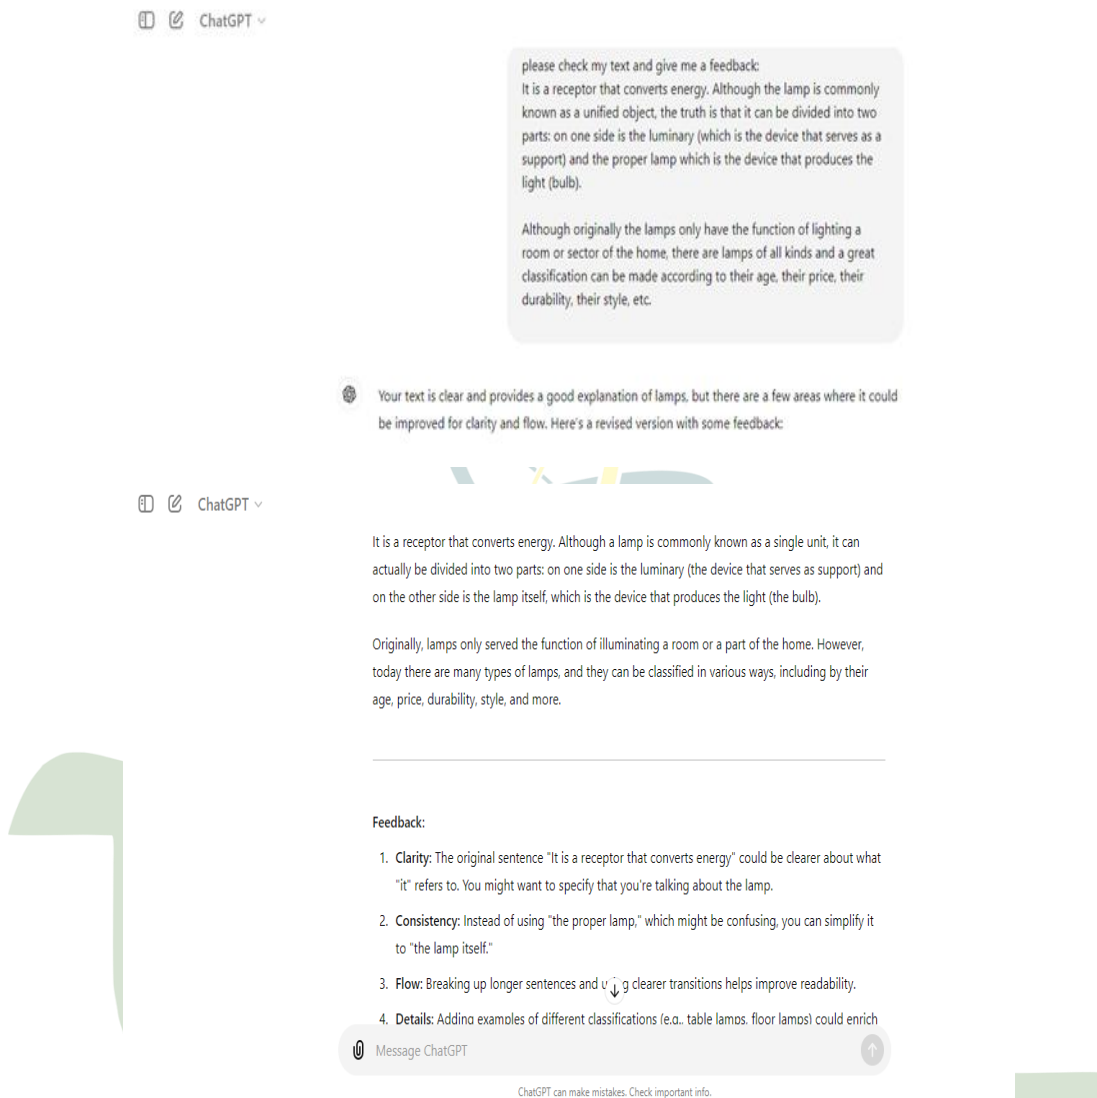 ChatGPT
please check my text and give me a feedback:
It is a receptor that converts energy. Although the lamp is commonly
known as a unified object, the truth is that it can be divided into two
parts: on one side is the luminary (which is the device that serves as a
support) and the proper lamp which is the device that produces the
light (bulb).
Although originally the lamps only have the function of lighting a
room or sector of the home, there are lamps of all kinds and a great
classification can be made according to their age, their price, their
durability, their style, etc.
Your text is clear and provides a good explanation of lamps, but there are a few areas where it could
be improved for clarity and flow. Here's a revised version with some feedback:
ChatGPT
It is a receptor that converts energy. Although a lamp is commonly known as a single unit, it can
actually be divided into two parts: on one side is the luminary (the device that serves as support) and
on the other side is the lamp itself, which is the device that produces the light (the bulb).
Originally, lamps only served the function of illuminating a room or a part of the home. However,
today there are many types of lamps, and they can be classified in various ways, including by their
age, price, durability, style, and more.
Feedback:
1. Clarity: The original sentence "It is a receptor that converts energy" could be clearer about what
"it" refers to. You might want to specify that you're talking about the lamp.
2. Consistency: Instead of using "the proper lamp," which might be confusing, you can simplify it
to "the lamp itself."
3. Flow: Breaking up longer sentences and clearer transitions helps improve readability.
4. Details: Adding examples of different classifications (e.g., table lamps, floor lamps) could enrich
Message ChatGPT
ChatGPT can make mistakes. Check important info.